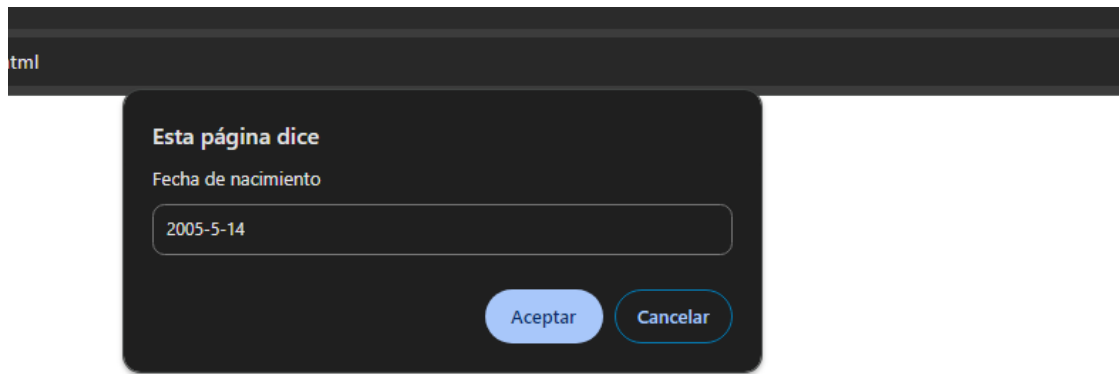 tml
Esta página dice
Fecha de nacimiento
2005-5-14
Aceptar
Cancelar